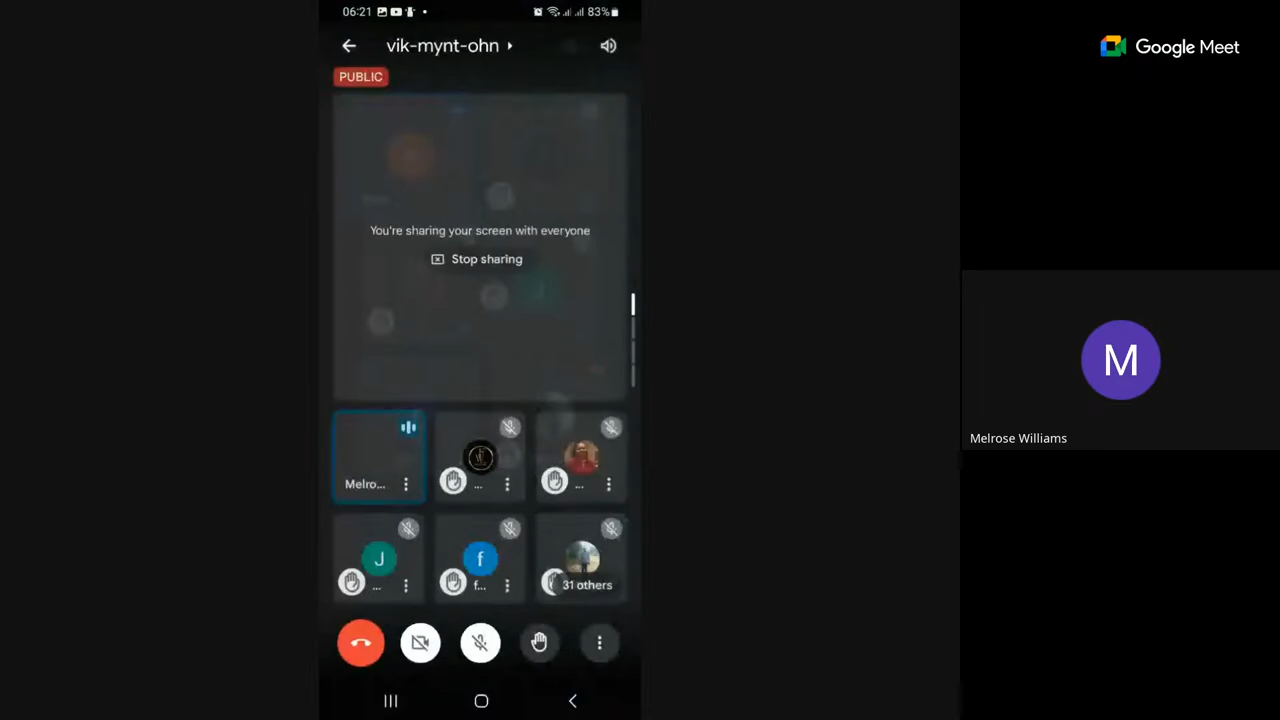 06:21
83%
Google Meet
vik-mynt-ohn
PUBLIC
You're sharing your screen with everyone
Stop sharing
Melro...
...
...
J
...
f
f...
31 others
M
Melrose Williams